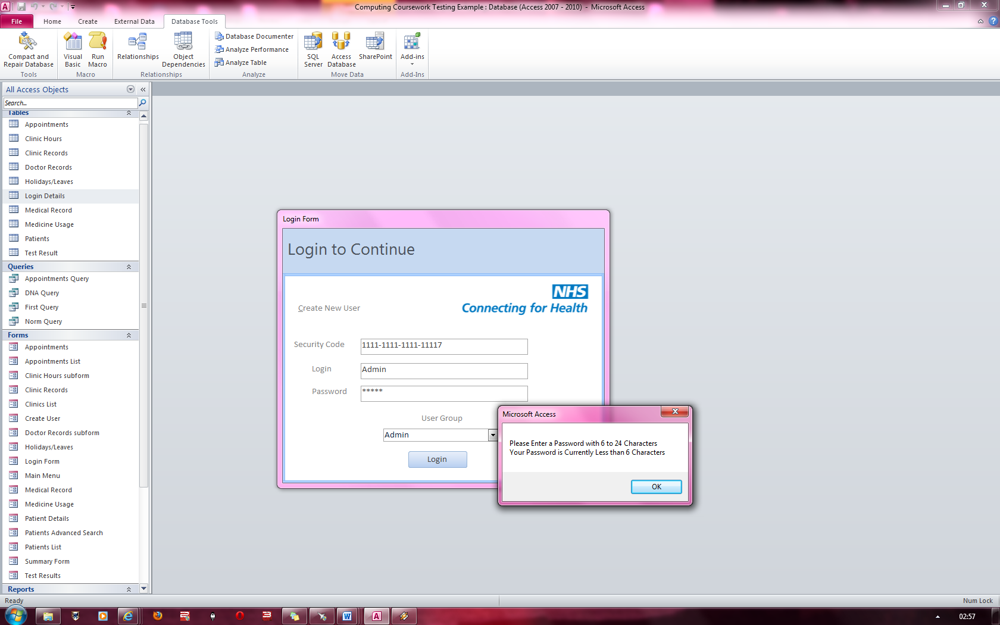 Computing Coursework Testing Example : Database (Access 2007 - 2010) - Microsoft Access
File
Home
Create
External Data
Database Tools
Compact and
Repair Database
Tools
Visual
Basic
Run
Macro
Macro
Relationships
Object
Dependencies
Relationships
Database Documenter
Analyze Performance
Analyze Table
Analyze
SQL
Server
Access
Database
SharePoint
Move Data
Add-ins
Add-Ins
All Access Objects
Search...
Tables
Appointments
Clinic Hours
Clinic Records
Doctor Records
Holidays/Leaves
Login Details
Medical Record
Medicine Usage
Patients
Test Result
Queries
Appointments Query
DNA Query
First Query
Norm Query
Forms
Appointments
Appointments List
Clinic Hours subform
Clinic Records
Clinics List
Create User
Doctor Records subform
Holidays/Leaves
Login Form
Main Menu
Medical Record
Medicine Usage
Patient Details
Patients Advanced Search
Patients List
Summary Form
Test Results
Reports
Login Form
Login to Continue
NHS
Connecting for Health
Create New User
Security Code
1111-1111-1111-11117
Login
Admin
Password
*****
User Group
Admin
Login
Microsoft Access
Please Enter a Password with 6 to 24 Characters
Your Password is Currently Less than 6 Characters
OK
Ready
Num Lock
02:57